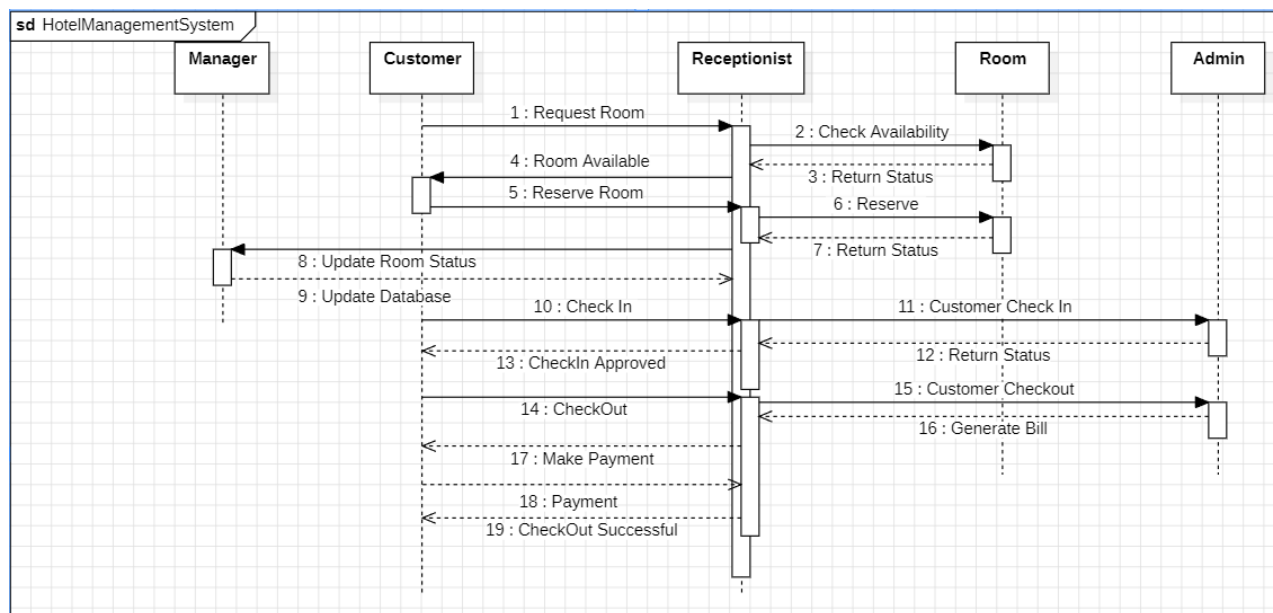 sd HotelManagementSystem
Manager
Customer
Receptionist
Room
Admin
1 : Request Room
2 : Check Availability
3 : Return Status
4 : Room Available
5 : Reserve Room
6 : Reserve
7 : Return Status
8 : Update Room Status
9 : Update Database
10 : Check In
11 : Customer Check In
12 : Return Status
13 : CheckIn Approved
14 : CheckOut
15 : Customer Checkout
16 : Generate Bill
17 : Make Payment
18 : Payment
19 : CheckOut Successful